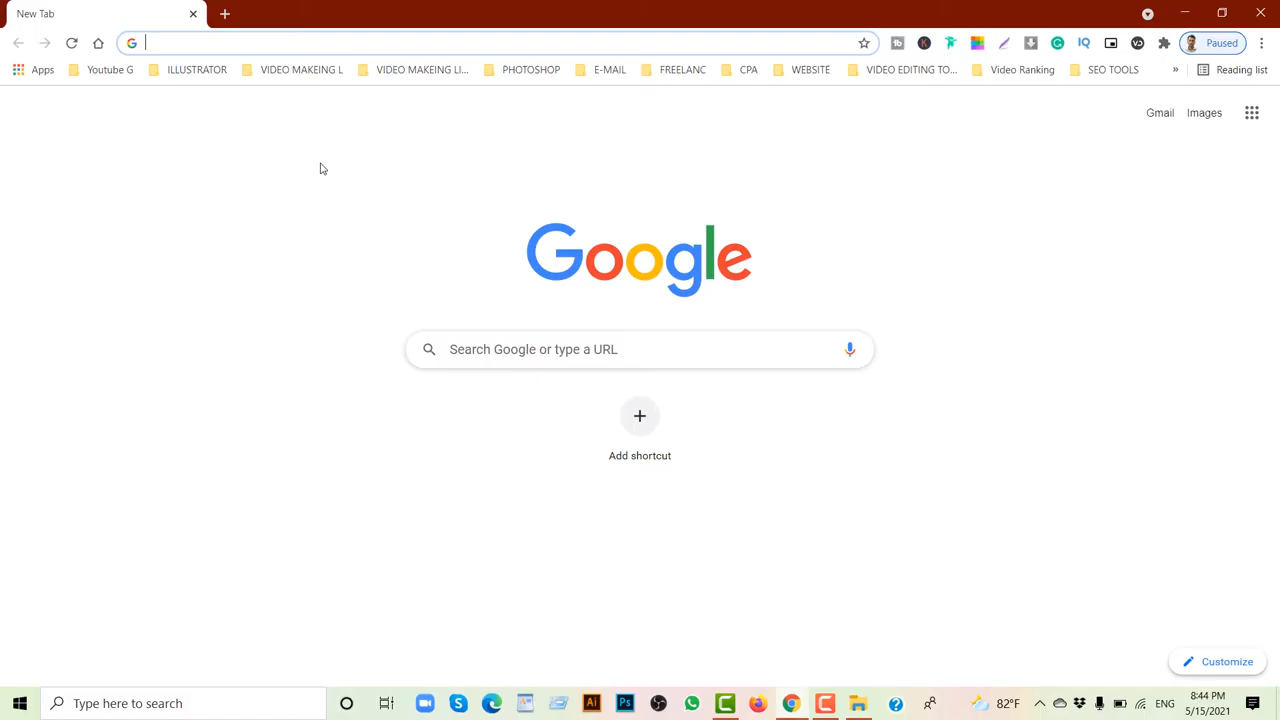 New Tab
Paused
Apps
Youtube G
ILLUSTRATOR
VIDEO MAKEING L
VIDEO MAKEING LI...
PHOTOSHOP
E-MAIL
FREELANC
CPA
WEBSITE
VIDEO EDITING TO...
Video Ranking
SEO TOOLS
»
Reading list
Gmail
Images
Google
Search Google or type a URL
Add shortcut
Customize
Type here to search
82°F
ENG
8:44 PM
5/15/2021